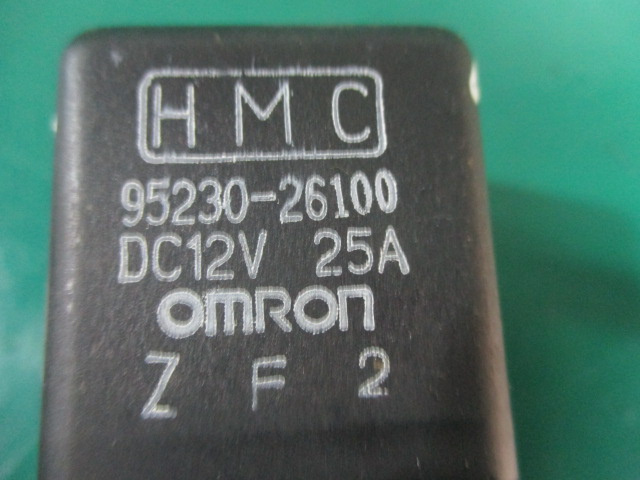 HMC
95230-26100
DC12V 25A
OMRON
Z F 2